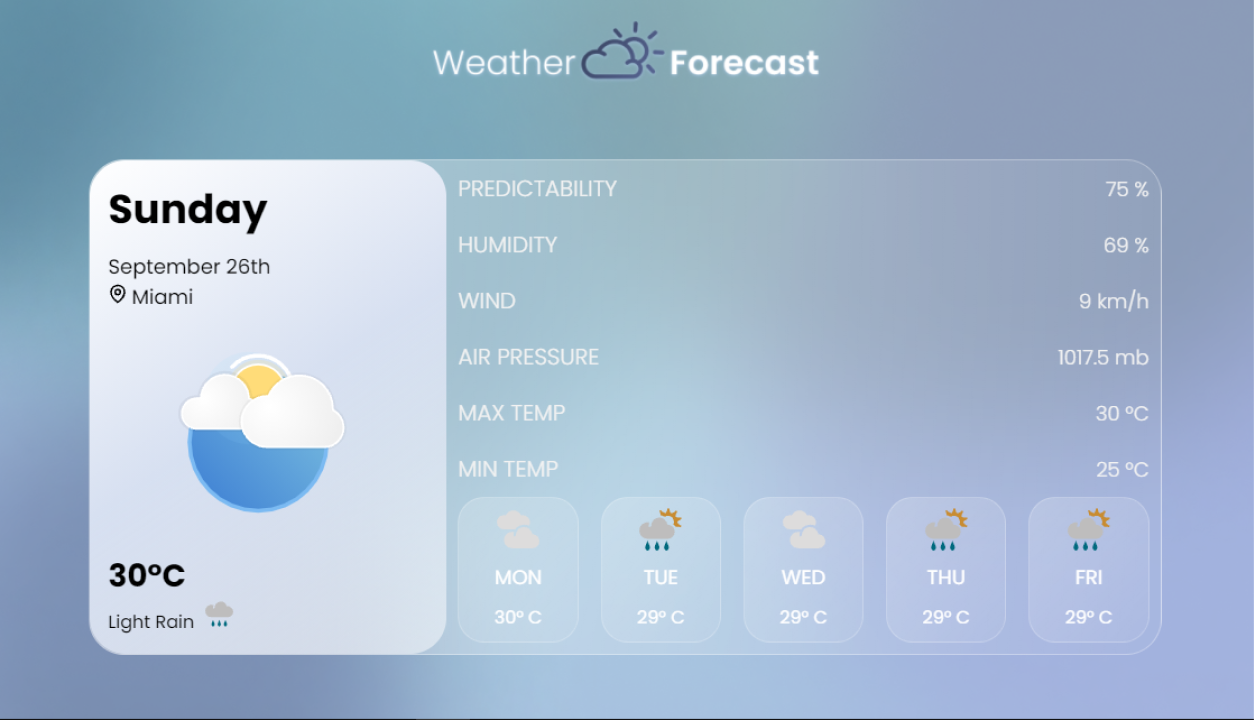 Weather Forecast
Sunday
September 26th
Miami
30°C
Light Rain
PREDICTABILITY 75 %
HUMIDITY 69 %
WIND 9 km/h
AIR PRESSURE 1017.5 mb
MAX TEMP 30 °C
MIN TEMP 25 °C
MON TUE WED THU FRI
30° C 29° C 29° C 29° C 29° C